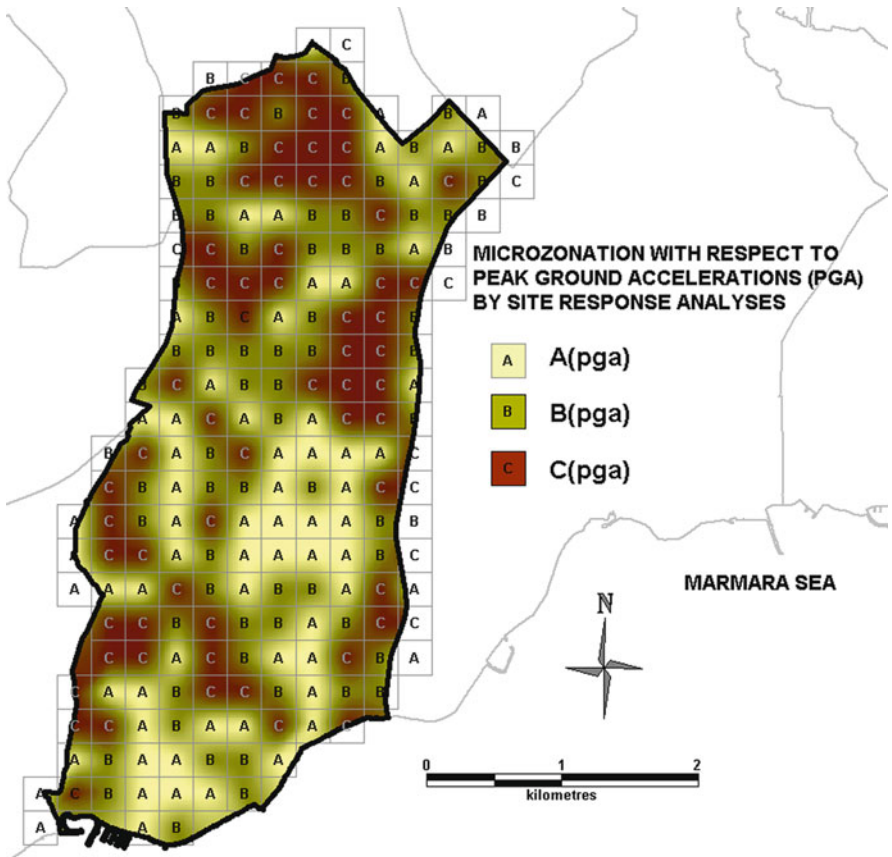 C
B C C C B
B C C B C C A B A
A A B C C C A B A B B
B B C C C C B A C B C
B B A A B B C B B B
C C B C B B B A B
C C C A A C C C
A B C A B C C B
B B B B B C C B
B C A B B C C C A
A A C A B A C C B
B C A B C A A A A C
C B A B B A B A C C
A C B A C A A A A B B
A C C A B A A A A B C
A A A C B A B B A C A
C C B C B B A B C C
C C A C B A A C B A
C A A B C C B A B B
C C A B A A C A C
A B A A B B A
A C B A A A B
A A B
MICROZONATION WITH RESPECT TO
PEAK GROUND ACCELERATIONS (PGA)
BY SITE RESPONSE ANALYSES
A A(pga)
B B(pga)
C C(pga)
MARMARA SEA
N
0 1 2
kilometres